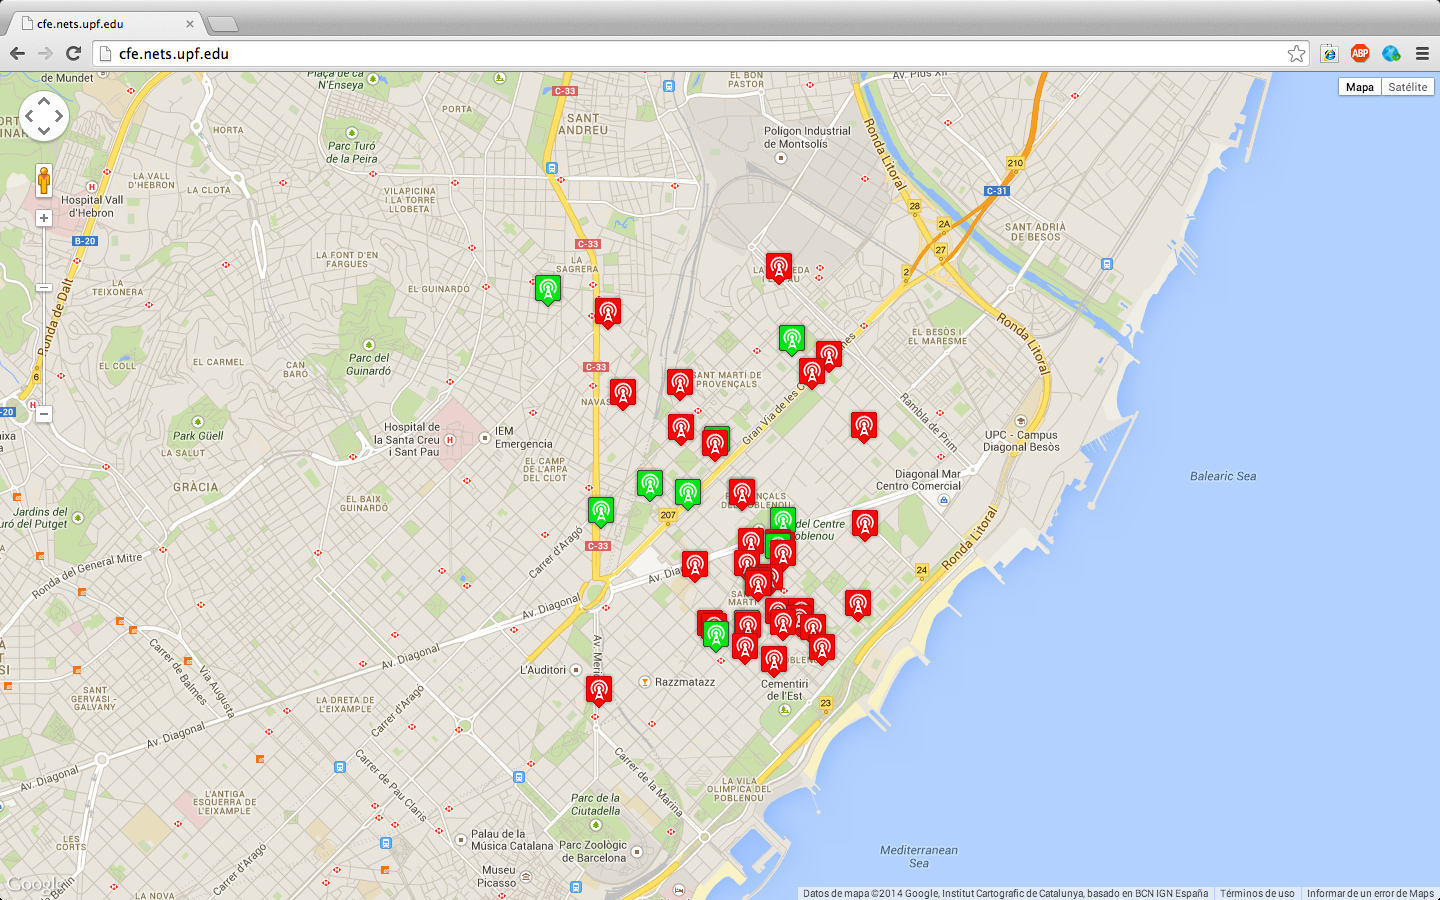 cfe.nets.upf.edu
cfe.nets.upf.edu
ABP
Mapa
Satélite
de Mundet
Plaça de ca
N'Enseya
C-33
EL BON
PASTOR
Av. Pius XII
PORTA
SANT
ANDREU
HORTA
Parc Turó
de la Peira
Polígon Industrial
de Montsolís
Ronda Litoral
210
C-31
LA VALL
D'HEBRON
LA CLOTA
VILAPICINA
I LA TORRE
LLOBETA
Hospital Vall
d'Hebron
28
2A
SANT ADRIÀ
DE BESÒS
B-20
C-33
27
LA FONT D'EN
FARGUES
LA
SAGRERA
2
LA
TEIXONERA
EL GUINARDÓ
Ronda de Dalt
Ronda Litoral
EL BESÒS I
EL MARESME
Parc del
Guinardó
EL COLL
EL CARMEL
CAN
BARÓ
C-33
6
SANT MARTÍ DE
PROVENÇALS
NAVAS
Rambla de Prim
-20
Gran Via de les
Park Güell
LA SALUT
Hospital de
la Santa Creu
i Sant Pau
IEM
Emergencia
UPC - Campus
Diagonal Besòs
EL CAMP
DE L'ARPA
DEL CLOT
Diagonal Mar
Centro Comercial
Balearic Sea
GRÀCIA
EL BAIX
GUINARDÓ
Jardins del
uró del Putget
207
del Centre
oblenou
C-33
Carrer d'Aragó
Ronda Litoral
Ronda del General Mitre
24
Av. Diagonal
Av. Diagonal
Av. Diagonal
L'Auditori
Razzmatazz
Cementiri
de l'Est
Via Augusta
Carrer de Balmes
SANT
GERVASI -
GALVANY
LA DRETA DE
L'EIXAMPLE
Carrer d'Aragó
23
Av. Diagonal
Av. Diagonal
Carrer de la Marina
Carrer de Pau Claris
LA VILA
OLÍMPICA DEL
POBLENOU
L'ANTIGA
ESQUERRA DE
L'EIXAMPLE
Parc de la
Ciutadella
Palau de la
Música Catalana
Parc Zoològic
de Barcelona
LES
CORTS
Carrer d'Aragó
Mediterranean
Sea
Museu
Picasso
Google
Berlín
LA NOVA
Datos de mapa ©2014 Google, Institut Cartogràfic de Catalunya, basado en BCN IGN España
Términos de uso
Informar de un error de Maps